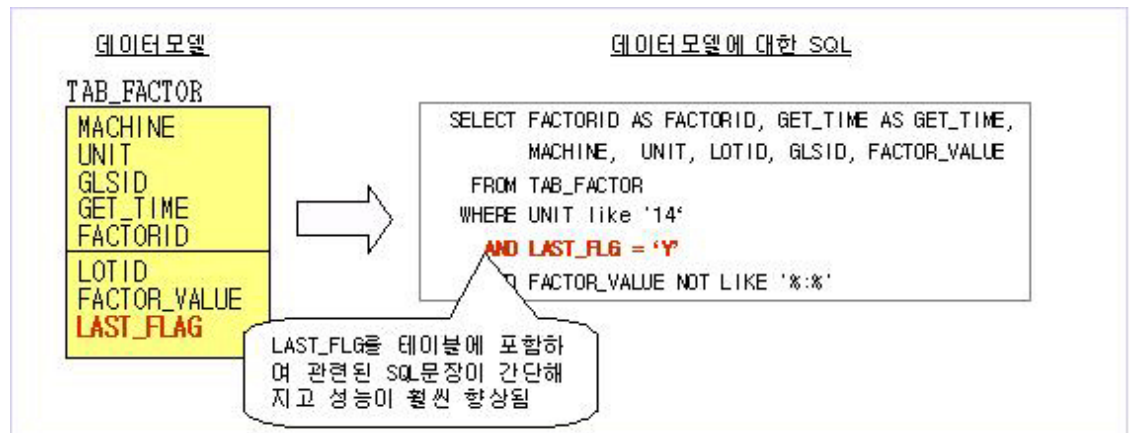 데이터모델
데이터모델에 대한 SQL
TAB_FACTOR
MACHINE
UNIT
GLSID
GET_TIME
FACTORID
LOTID
FACTOR_VALUE
LAST_FLAG
SELECT FACTORID AS FACTORID, GET_TIME AS GET_TIME,
MACHINE, UNIT, LOTID, GLSID, FACTOR_VALUE
FROM TAB_FACTOR
WHERE UNIT like '14‘
AND LAST_FLG = ‘Y’
D FACTOR_VALUE NOT LIKE '%:%'
LAST_FLG를 테이블에 포함하
여 관련된 SQL문장이 간단해
지고 성능이 훨씬 향상됨